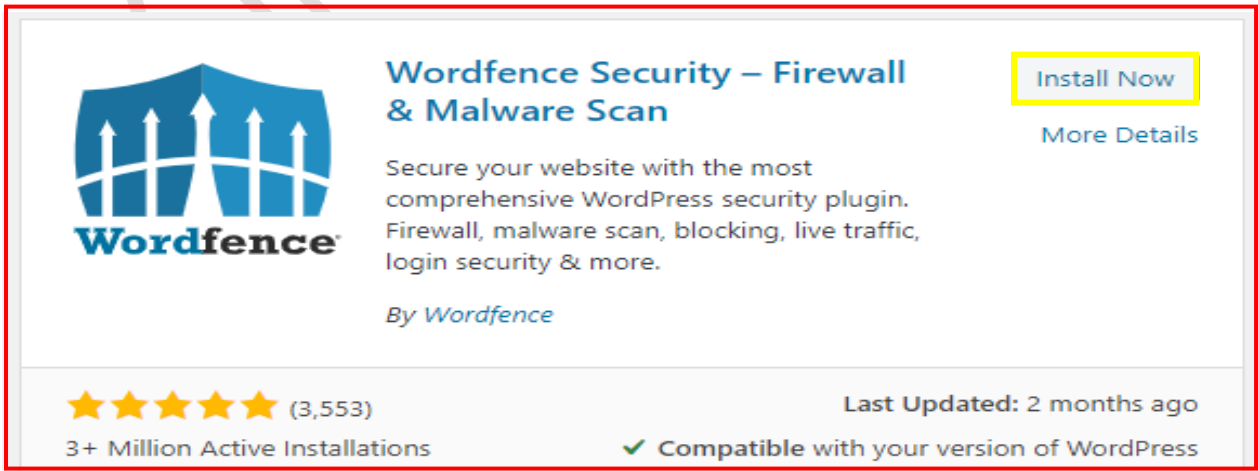 Wordfence Security – Firewall
& Malware Scan
Install Now
More Details
Secure your website with the most
comprehensive WordPress security plugin.
Firewall, malware scan, blocking, live traffic,
login security & more.
By Wordfence
Wordfence
(3,553)
Last Updated: 2 months ago
3+ Million Active Installations
✓ Compatible with your version of WordPress